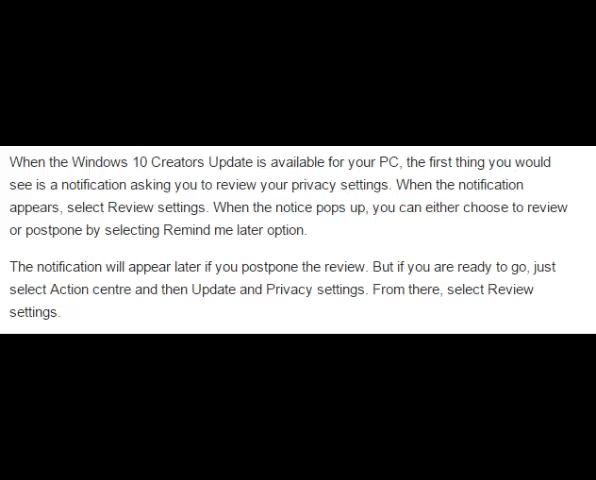 When the Windows 10 Creators Update is available for your PC, the first thing you would
see is a notification asking you to review your privacy settings. When the notification
appears, select Review settings. When the notice pops up, you can either choose to review
or postpone by selecting Remind me later option.
The notification will appear later if you postpone the review. But if you are ready to go, just
select Action centre and then Update and Privacy settings. From there, select Review
settings.